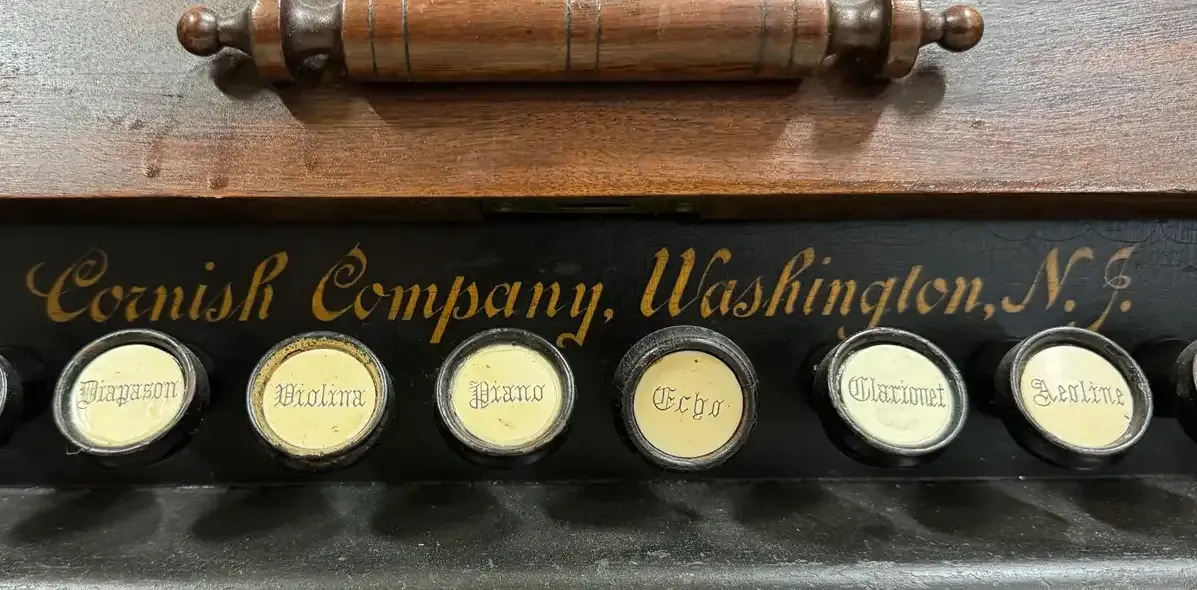 Cornish Company, Washington, N. J.
Diapason Violina Piano Echo Clarionet Aeoline